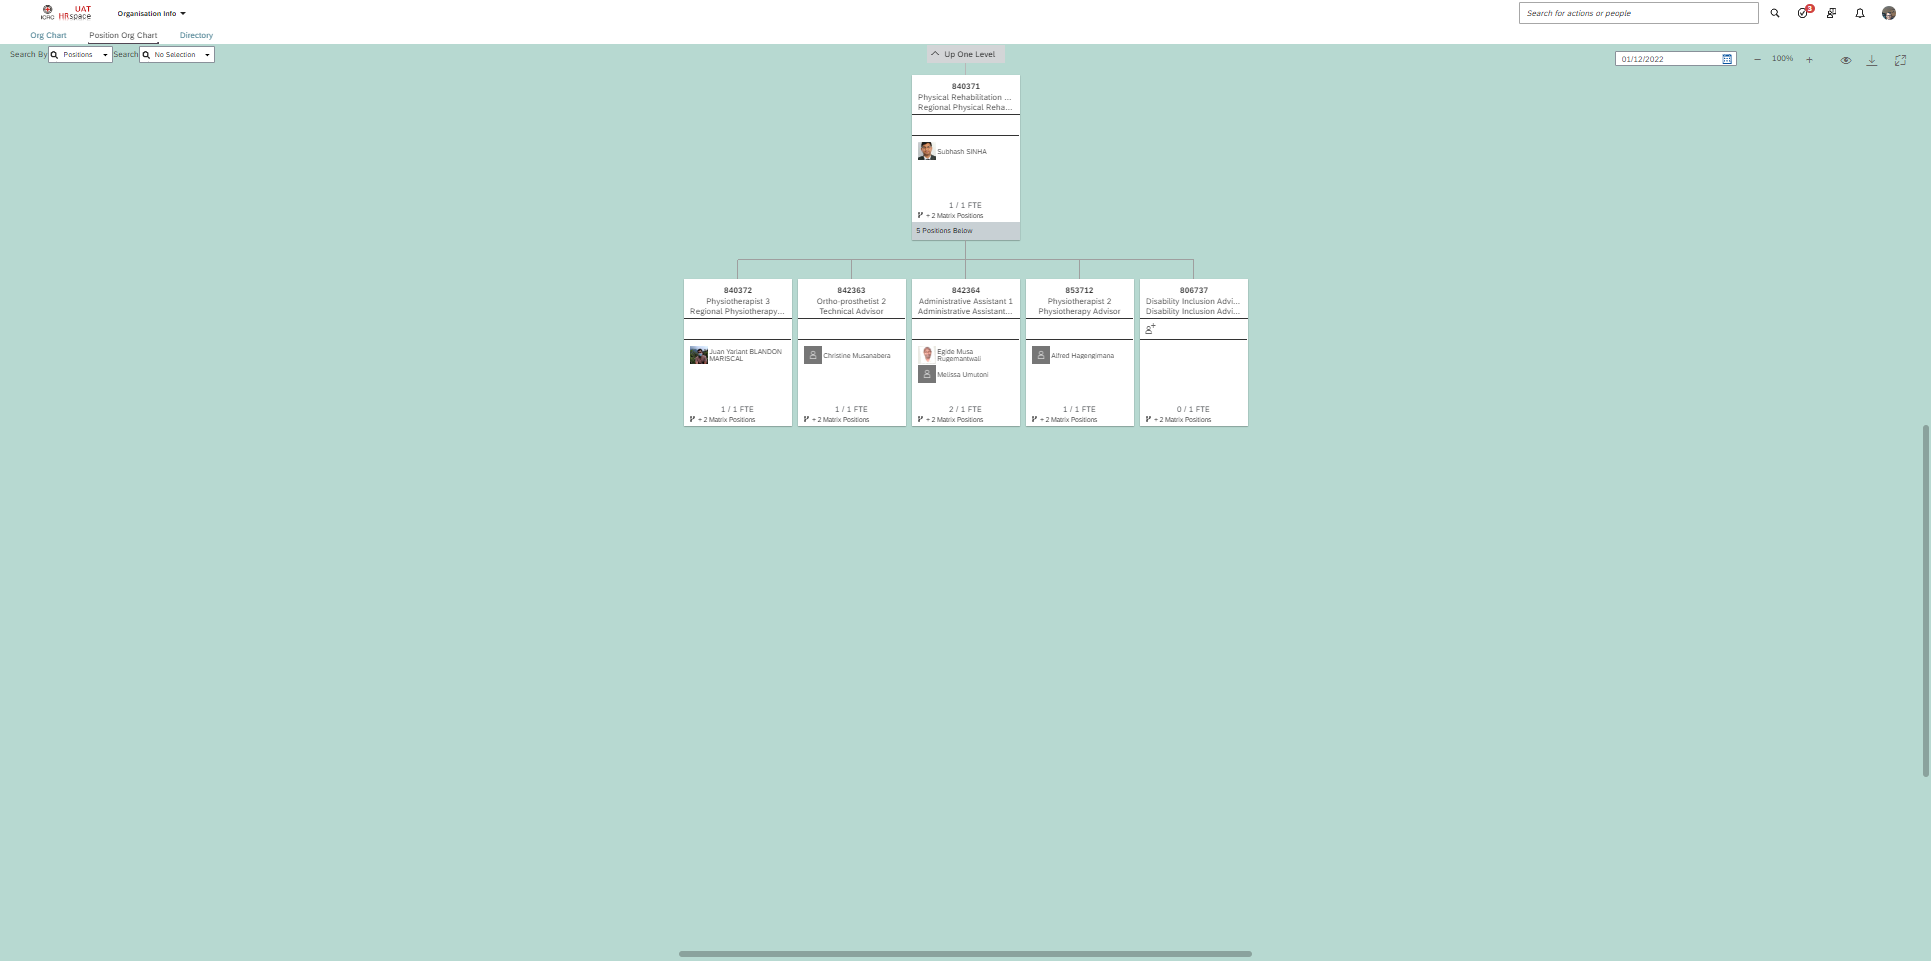 ICRC
UAT
HRspace
Organisation Info
Search for actions or people
3
Org Chart
Position Org Chart
Directory
Search By
Positions
Search
No Selection
Up One Level
01/12/2022
100%
840371
Physical Rehabilitation ...
Regional Physical Reha...
Subhash SINHA
1 / 1 FTE
+ 2 Matrix Positions
5 Positions Below
840372
Physiotherapist 3
Regional Physiotherapy...
Juan Yariant BLANDON
MARISCAL
1 / 1 FTE
+ 2 Matrix Positions
842363
Ortho-prosthetist 2
Technical Advisor
Christine Musanabera
1 / 1 FTE
+ 2 Matrix Positions
842364
Administrative Assistant 1
Administrative Assistant...
Egide Musa
Rugemantwali
Melissa Umutoni
2 / 1 FTE
+ 2 Matrix Positions
853712
Physiotherapist 2
Physiotherapy Advisor
Alfred Hagengimana
1 / 1 FTE
+ 2 Matrix Positions
806737
Disability Inclusion Advi...
Disability Inclusion Advi...
0 / 1 FTE
+ 2 Matrix Positions